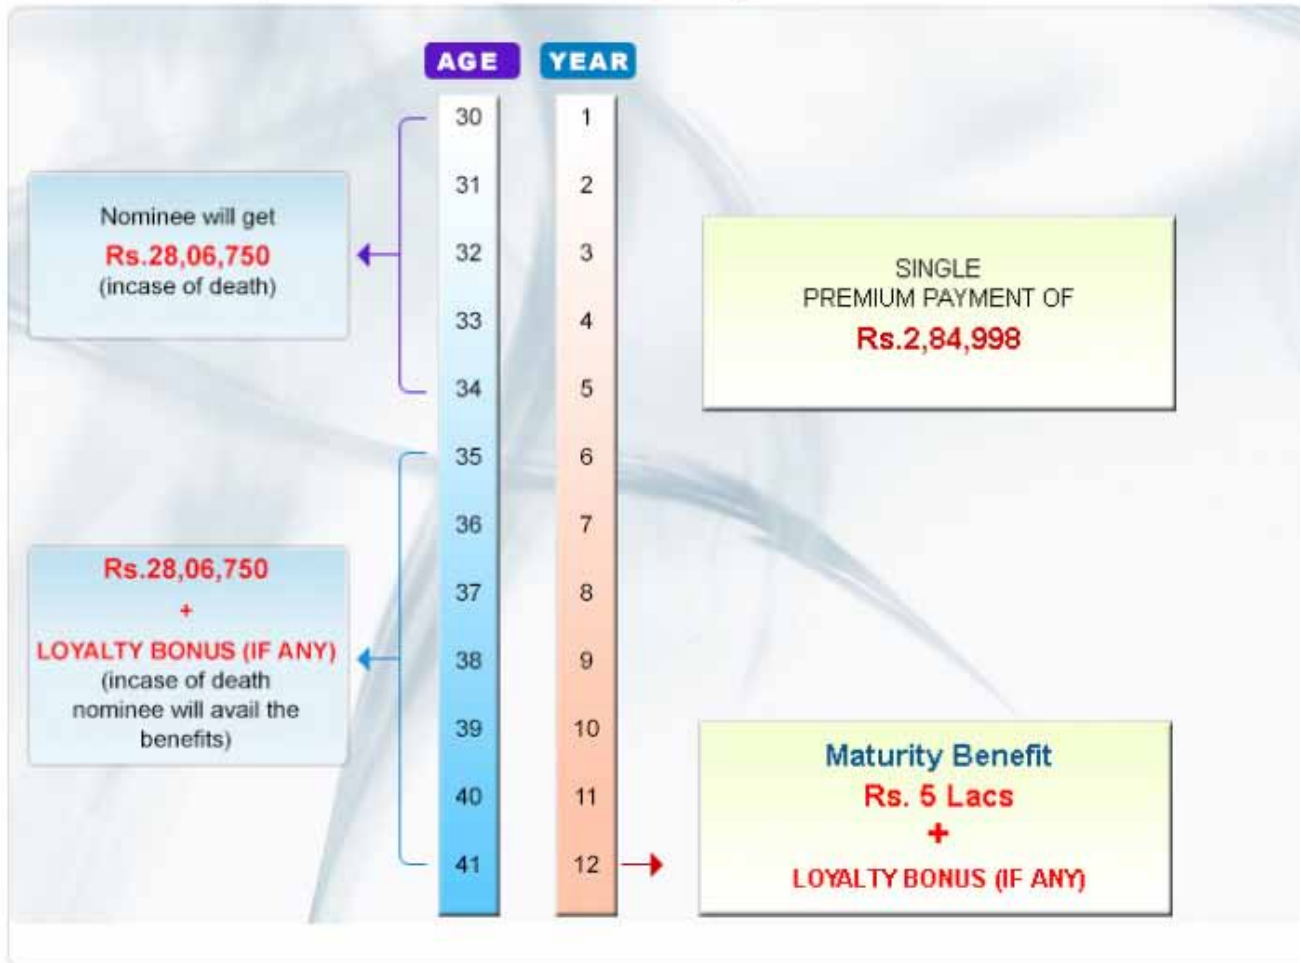 AGE YEAR
30 1
31 2
32 3
33 4
34 5
35 6
36 7
37 8
38 9
39 10
40 11
41 12
Nominee will get
Rs.28,06,750
(incase of death)
Rs.28,06,750
+
LOYALTY BONUS (IF ANY)
(incase of death
nominee will avail the
benefits)
SINGLE
PREMIUM PAYMENT OF
Rs.2,84,998
Maturity Benefit
Rs. 5 Lacs
+
LOYALTY BONUS (IF ANY)